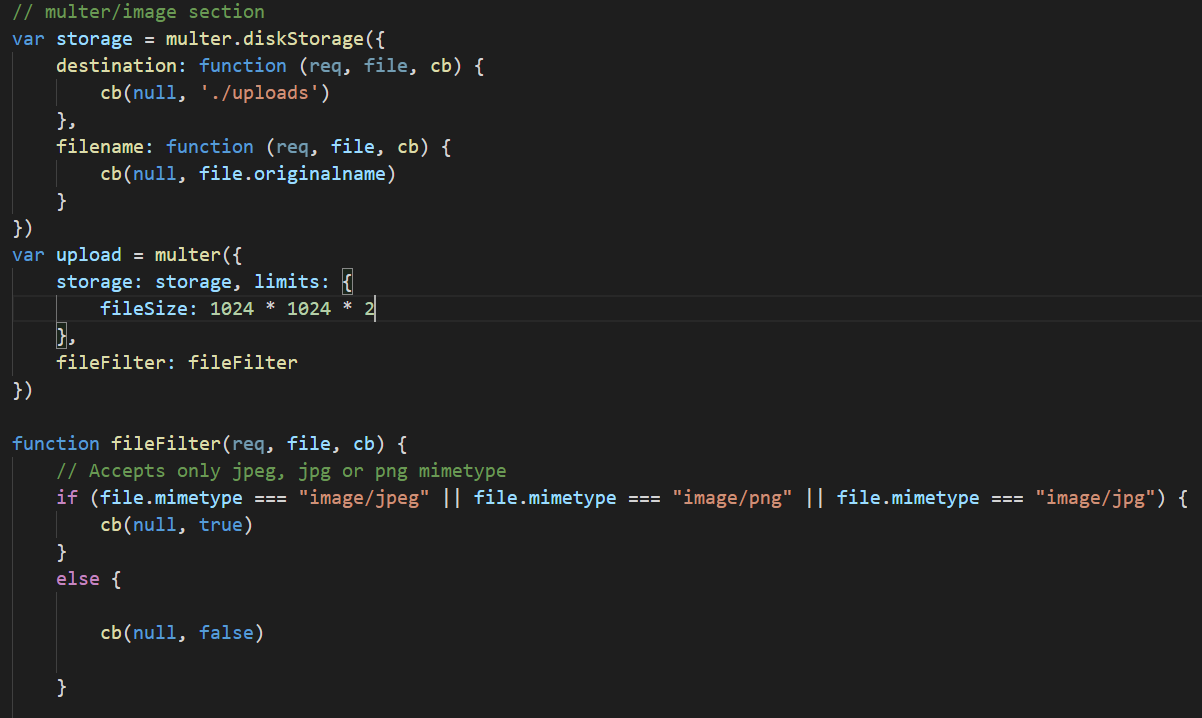 // multer/image section
var storage = multer.diskStorage({
    destination: function (req, file, cb) {
        cb(null, './uploads')
    },
    filename: function (req, file, cb) {
        cb(null, file.originalname)
    }
})
var upload = multer({
    storage: storage, limits: {
        fileSize: 1024 * 1024 * 2
    },
    fileFilter: fileFilter
})

function fileFilter(req, file, cb) {
    // Accepts only jpeg, jpg or png mimetype
    if (file.mimetype === "image/jpeg" || file.mimetype === "image/png" || file.mimetype === "image/jpg") {
        cb(null, true)
    }
    else {

        cb(null, false)

    }